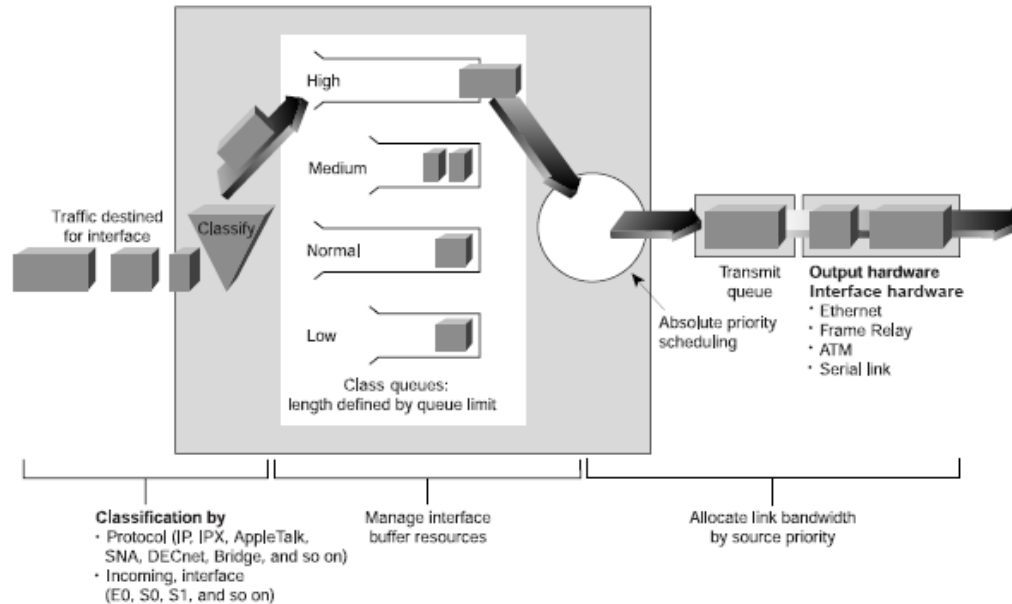 High
Medium
Normal
Low
Class queues:
length defined by queue limit
Traffic destined
for interface
Classify
Absolute priority
scheduling
Transmit
queue
Output hardware
Interface hardware
• Ethernet
• Frame Relay
• ATM
• Serial link
Classification by
• Protocol (IP, IPX, AppleTalk,
SNA, DECnet, Bridge, and so on)
• Incoming, interface
(E0, S0, S1, and so on)
Manage interface
buffer resources
Allocate link bandwidth
by source priority